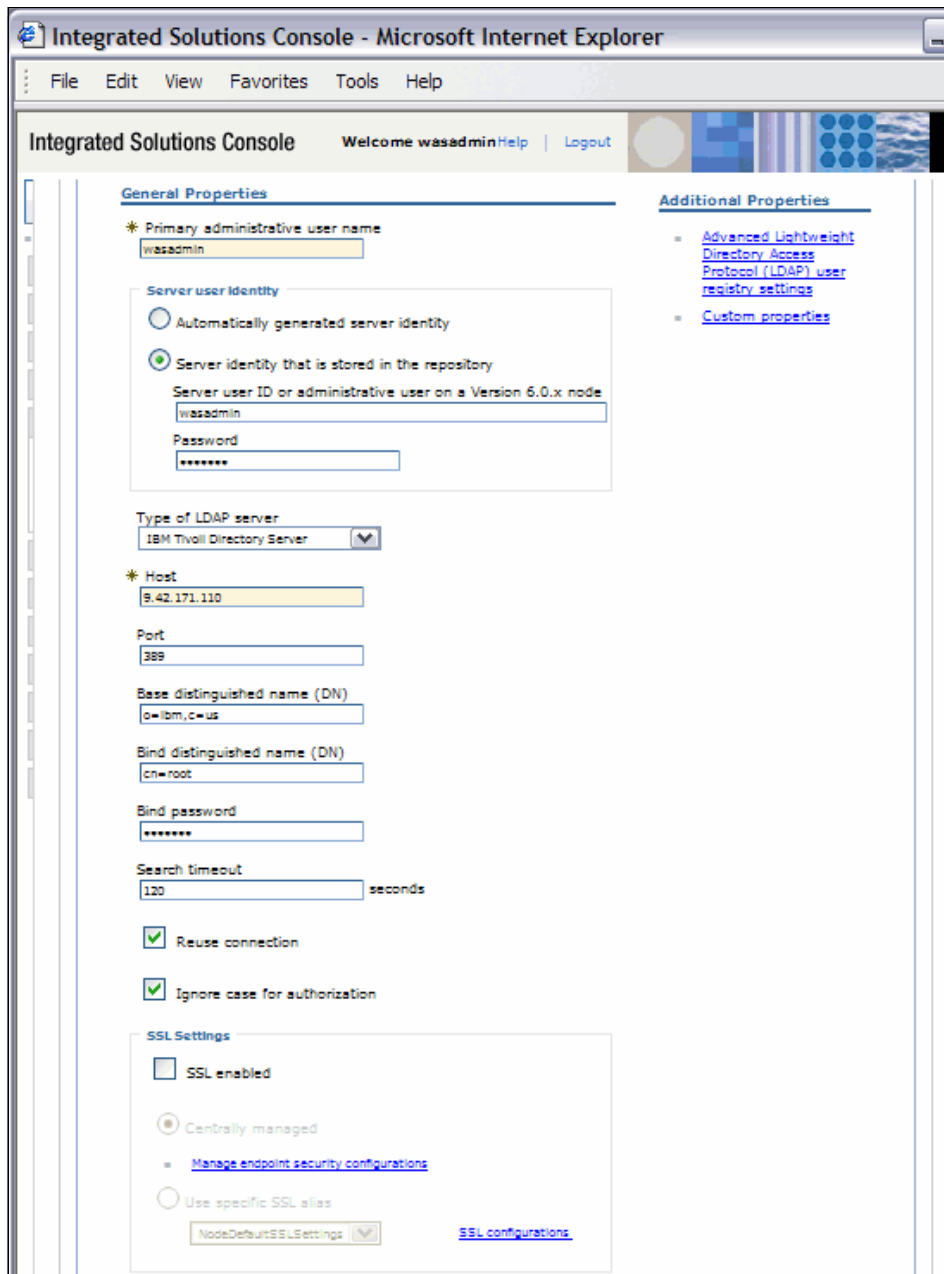 Integrated Solutions Console - Microsoft Internet Explorer
File Edit View Favorites Tools Help
Integrated Solutions Console Welcome wasadmin Help | Logout
General Properties
Primary administrative user name
wasadmin
Server user identity
Automatically generated server identity
Server identity that is stored in the repository
Server user ID or administrative user on a Version 6.0.x node
wasadmin
Password
•••••••
Type of LDAP server
IBM Tivoli Directory Server
Host
9.42.171.110
Port
389
Base distinguished name (DN)
o=ibm,c=us
Bind distinguished name (DN)
cn=root
Bind password
•••••••
Search timeout
120 seconds
Reuse connection
Ignore case for authorization
SSL Settings
SSL enabled
Centrally managed
Manage endpoint security configurations
Use specific SSL alias
NodeDefaultSSLSettings SSL configurations
Additional Properties
Advanced Lightweight
Directory Access
Protocol (LDAP) user
registry settings
Custom properties